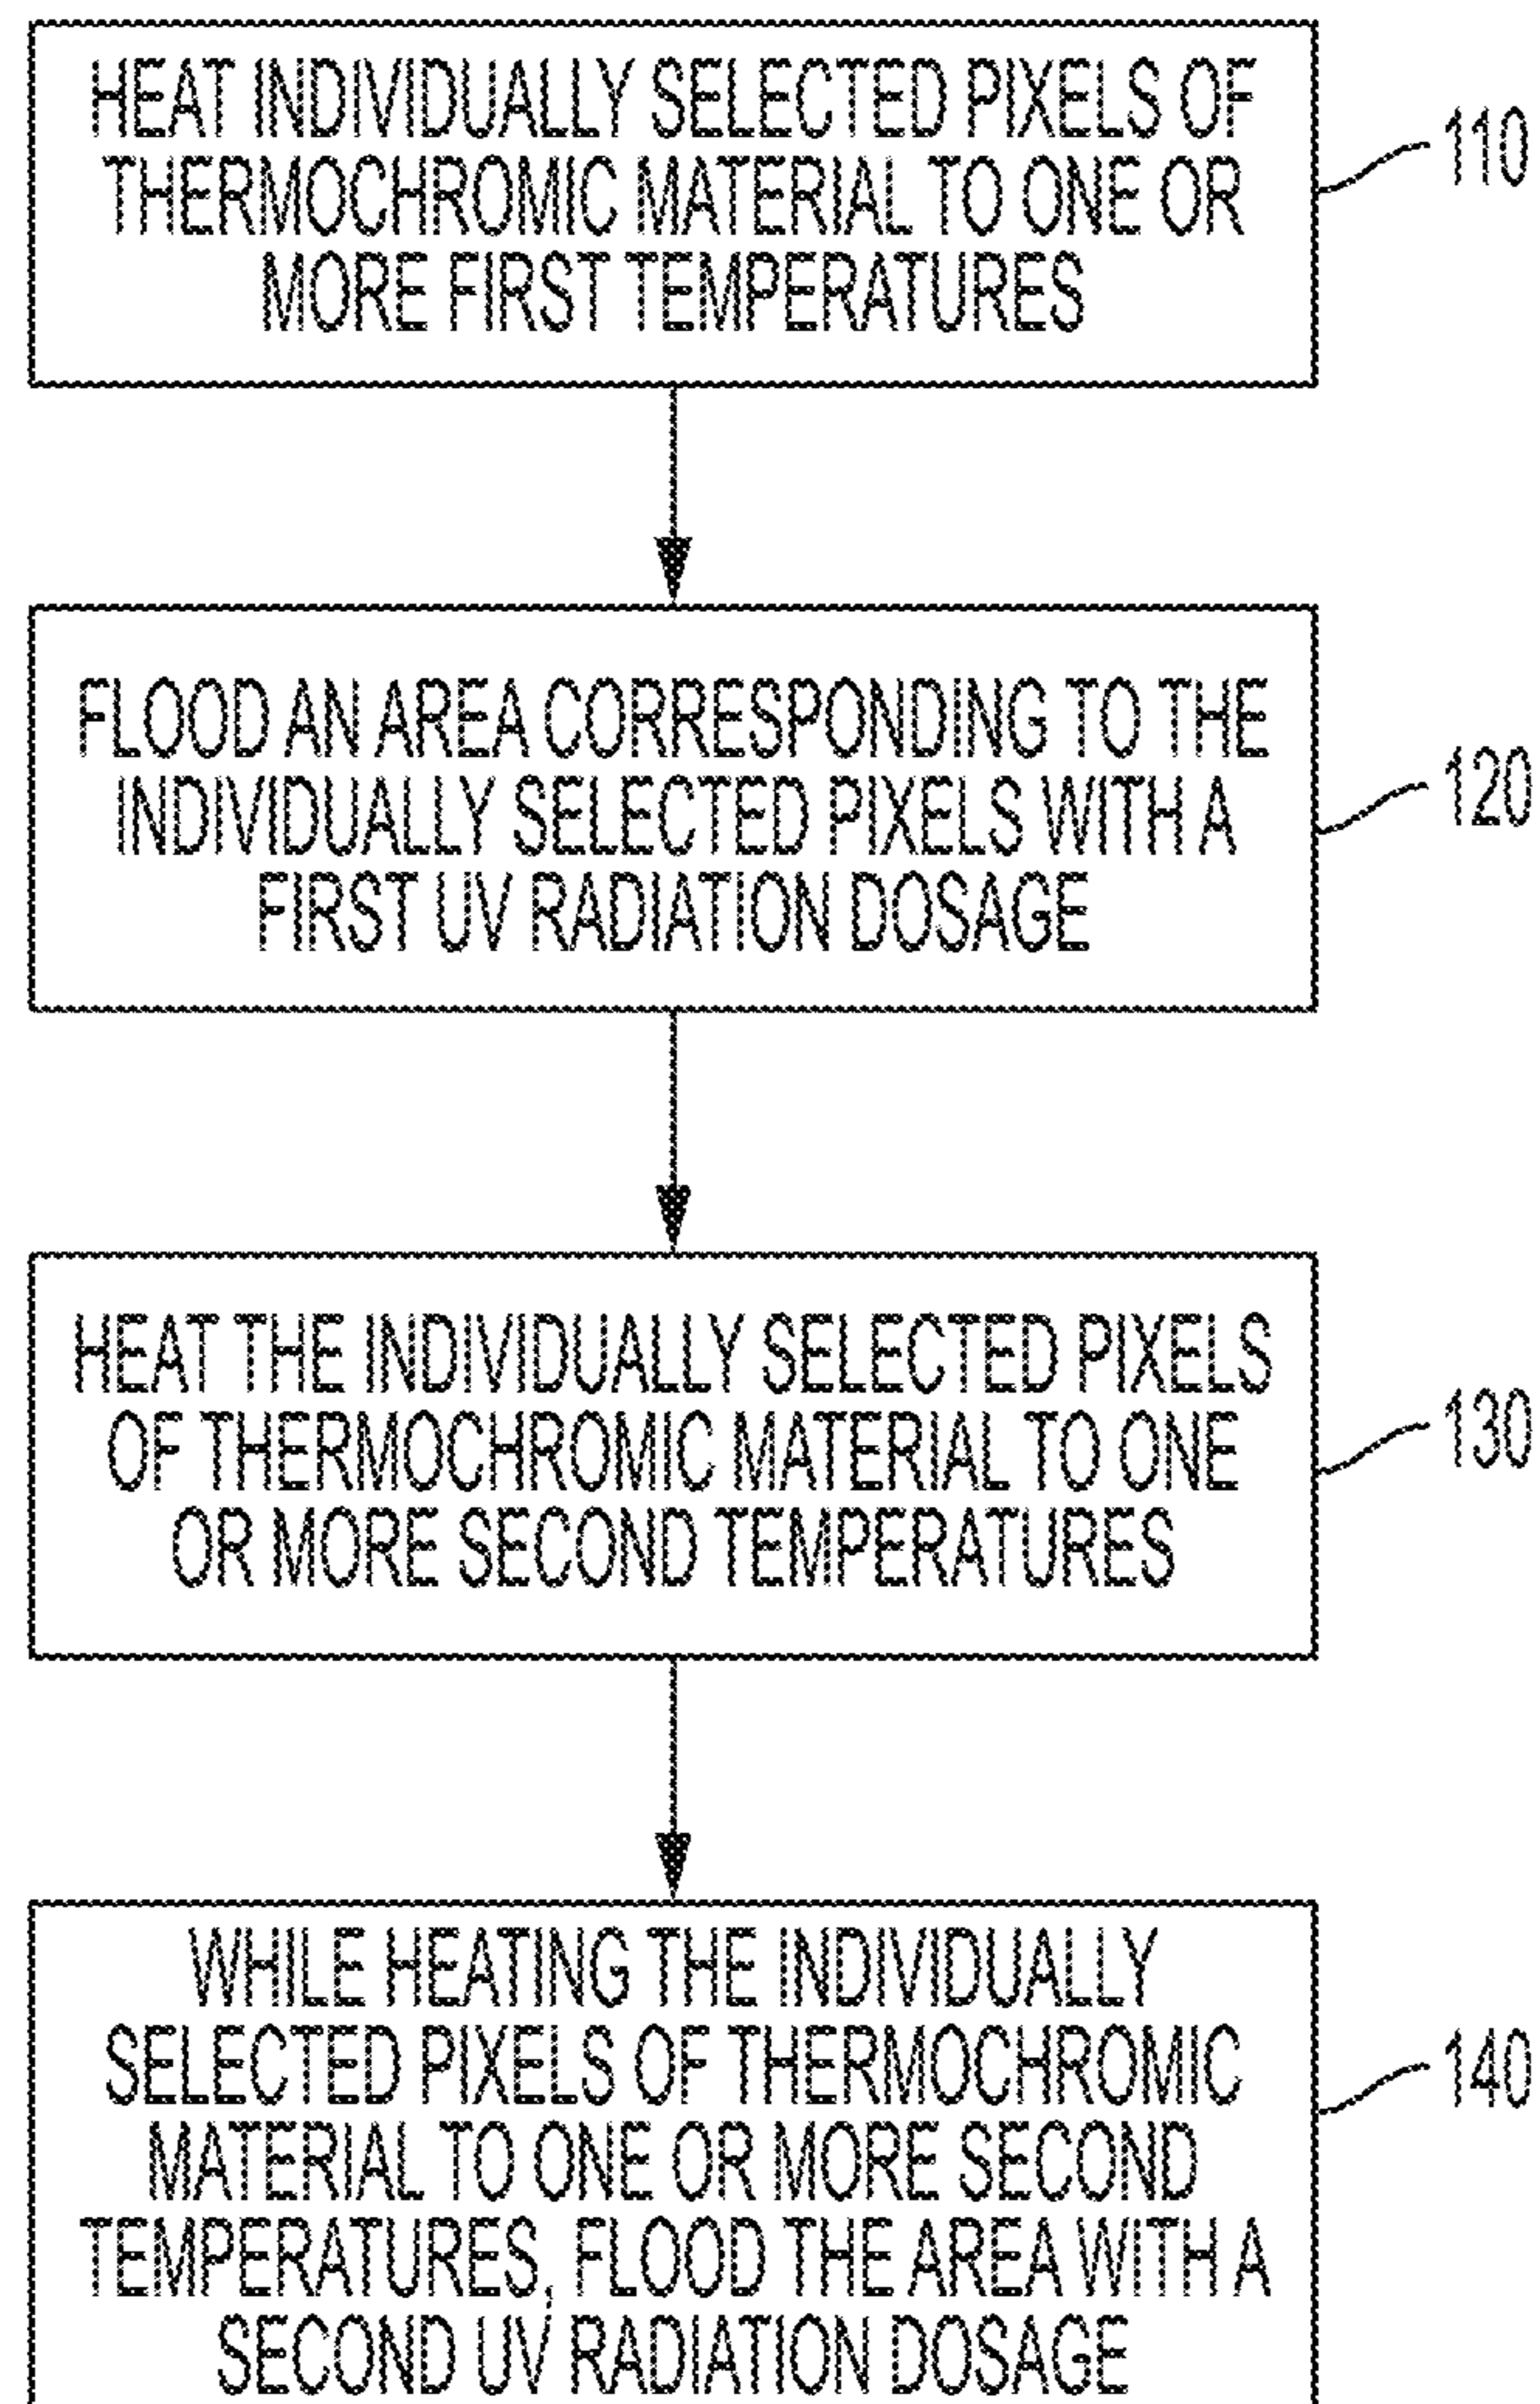 HEAT INDIVIDUALLY SELECTED PIXELS OF
THERMOCHROMIC MATERIAL TO ONE OR
MORE FIRST TEMPERATURES
110
FLOOD AN AREA CORRESPONDING TO THE
INDIVIDUALLY SELECTED PIXELS WITH A
FIRST UV RADIATION DOSAGE
120
HEAT THE INDIVIDUALLY SELECTED PIXELS
OF THERMOCHROMIC MATERIAL TO ONE
OR MORE SECOND TEMPERATURES
130
WHILE HEATING THE INDIVIDUALLY
SELECTED PIXELS OF THERMOCHROMIC
MATERIAL TO ONE OR MORE SECOND
TEMPERATURES, FLOOD THE AREA WITH A
SECOND UV RADIATION DOSAGE
140